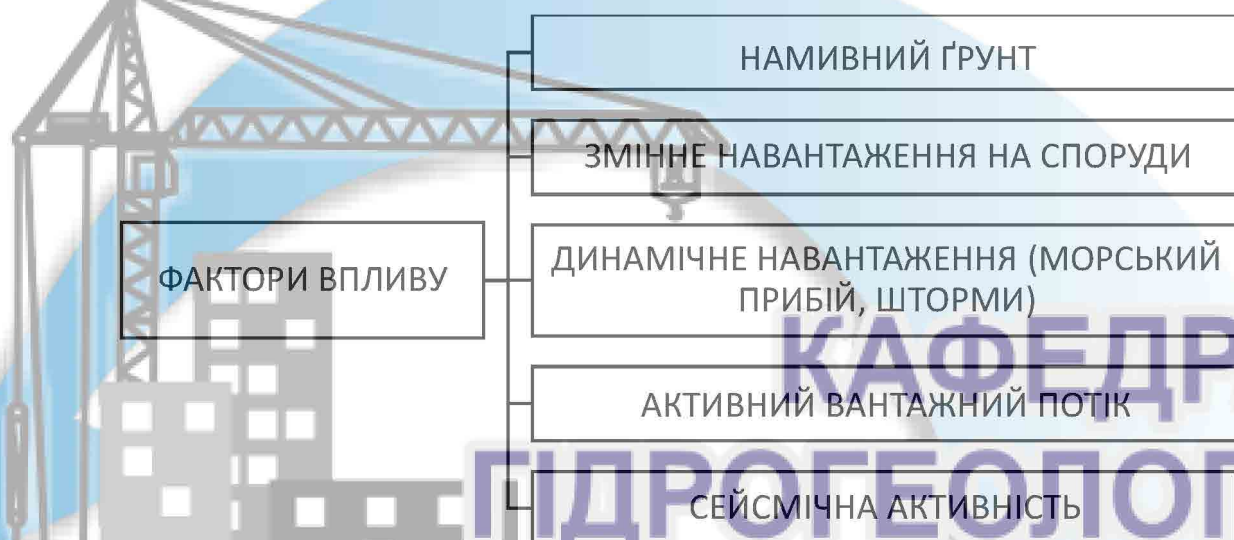 НАМИВНИЙ ҐРУНТ
ЗМІННЕ НАВАНТАЖЕННЯ НА СПОРУДИ
ФАКТОРИ ВПЛИВУ
ДИНАМІЧНЕ НАВАНТАЖЕННЯ (МОРСЬКИЙ
ПРИБІЙ, ШТОРМИ)
АКТИВНИЙ ВАНТАЖНИЙ ПОТІК
СЕЙСМІЧНА АКТИВНІСТЬ
КАФЕДР
ГІДРОГЕОЛОГ